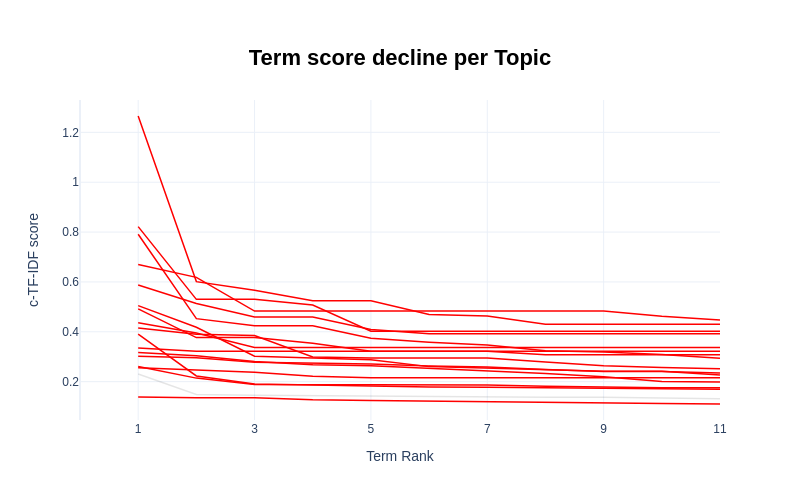 Term score decline per Topic
c-TF-IDF score
1.2
1
0.8
0.6
0.4
0.2
1 3 5 7 9 11
Term Rank